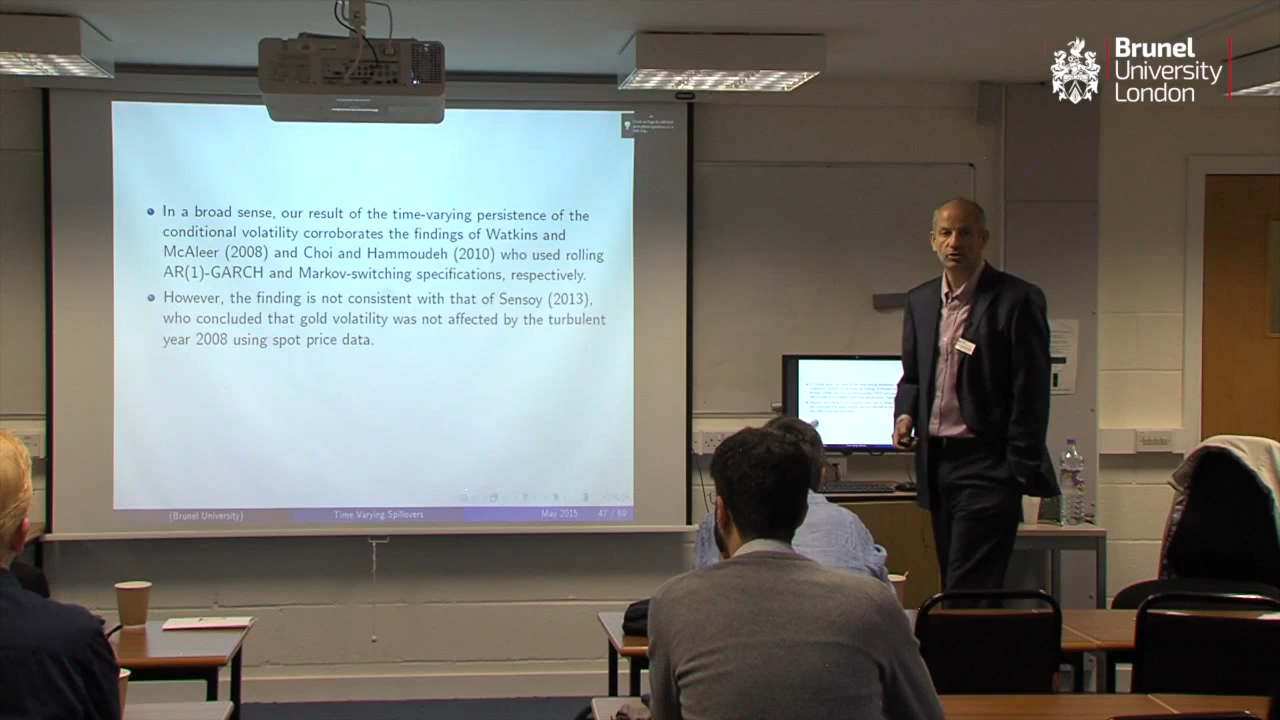 Brunel
University
London
In a broad sense, our result of the time-varying persistence of the
conditional volatility corroborates the findings of Watkins and
McAleer (2008) and Choi and Hammoudeh (2010) who used rolling
AR(1)-GARCH and Markov-switching specifications, respectively.
However, the finding is not consistent with that of Sensoy (2013),
who concluded that gold volatility was not affected by the turbulent
year 2008 using spot price data.
(Brunel University) Time Varying Spillovers May 2015 47 / 69